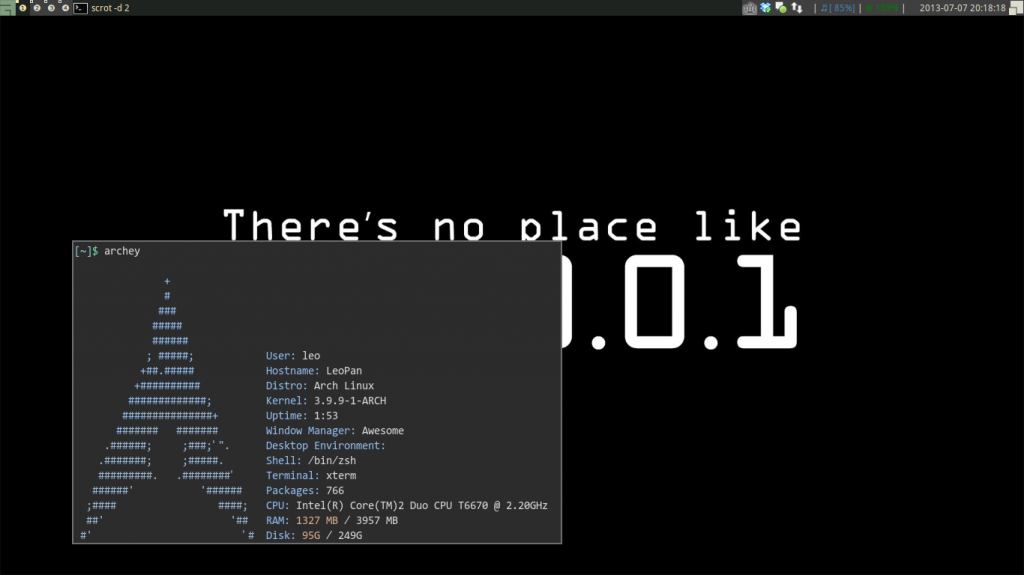 1 2 3 4 scrot -d 2 | ♫[ 85%] | | 2013-07-07 20:18:18
There's no place like
0.0.1
[~]$ archey
+
#
###
#####
######
; #####;
+##.#####
+##########
#############;
###############+
####### #######
.######; ;###;`".
.#######; ;#####.
#########. .########`
######' '######
;#### ####;
##' '##
#' `#
User: leo
Hostname: LeoPan
Distro: Arch Linux
Kernel: 3.9.9-1-ARCH
Uptime: 1:53
Window Manager: Awesome
Desktop Environment:
Shell: /bin/zsh
Terminal: xterm
Packages: 766
CPU: Intel(R) Core(TM)2 Duo CPU T6670 @ 2.20GHz
RAM: 1327 MB / 3957 MB
Disk: 95G / 249G